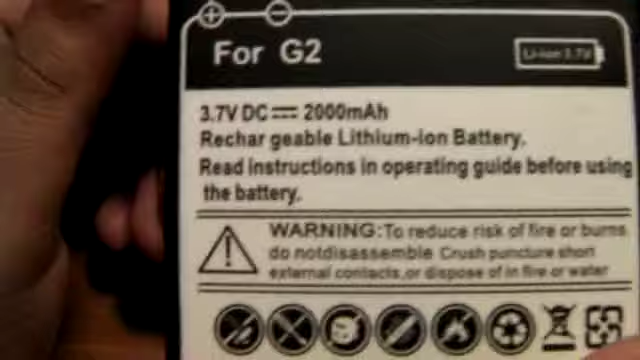 For G2
Li-ion 3.7V
3.7V DC 2000mAh
Rechar geable Lithium-ion Battery.
Read instructions in operating guide before using
the battery.
WARNING:To reduce risk of fire or burns
do notdisassemble Crush puncture short
external contacts,or dispose of in fire or water